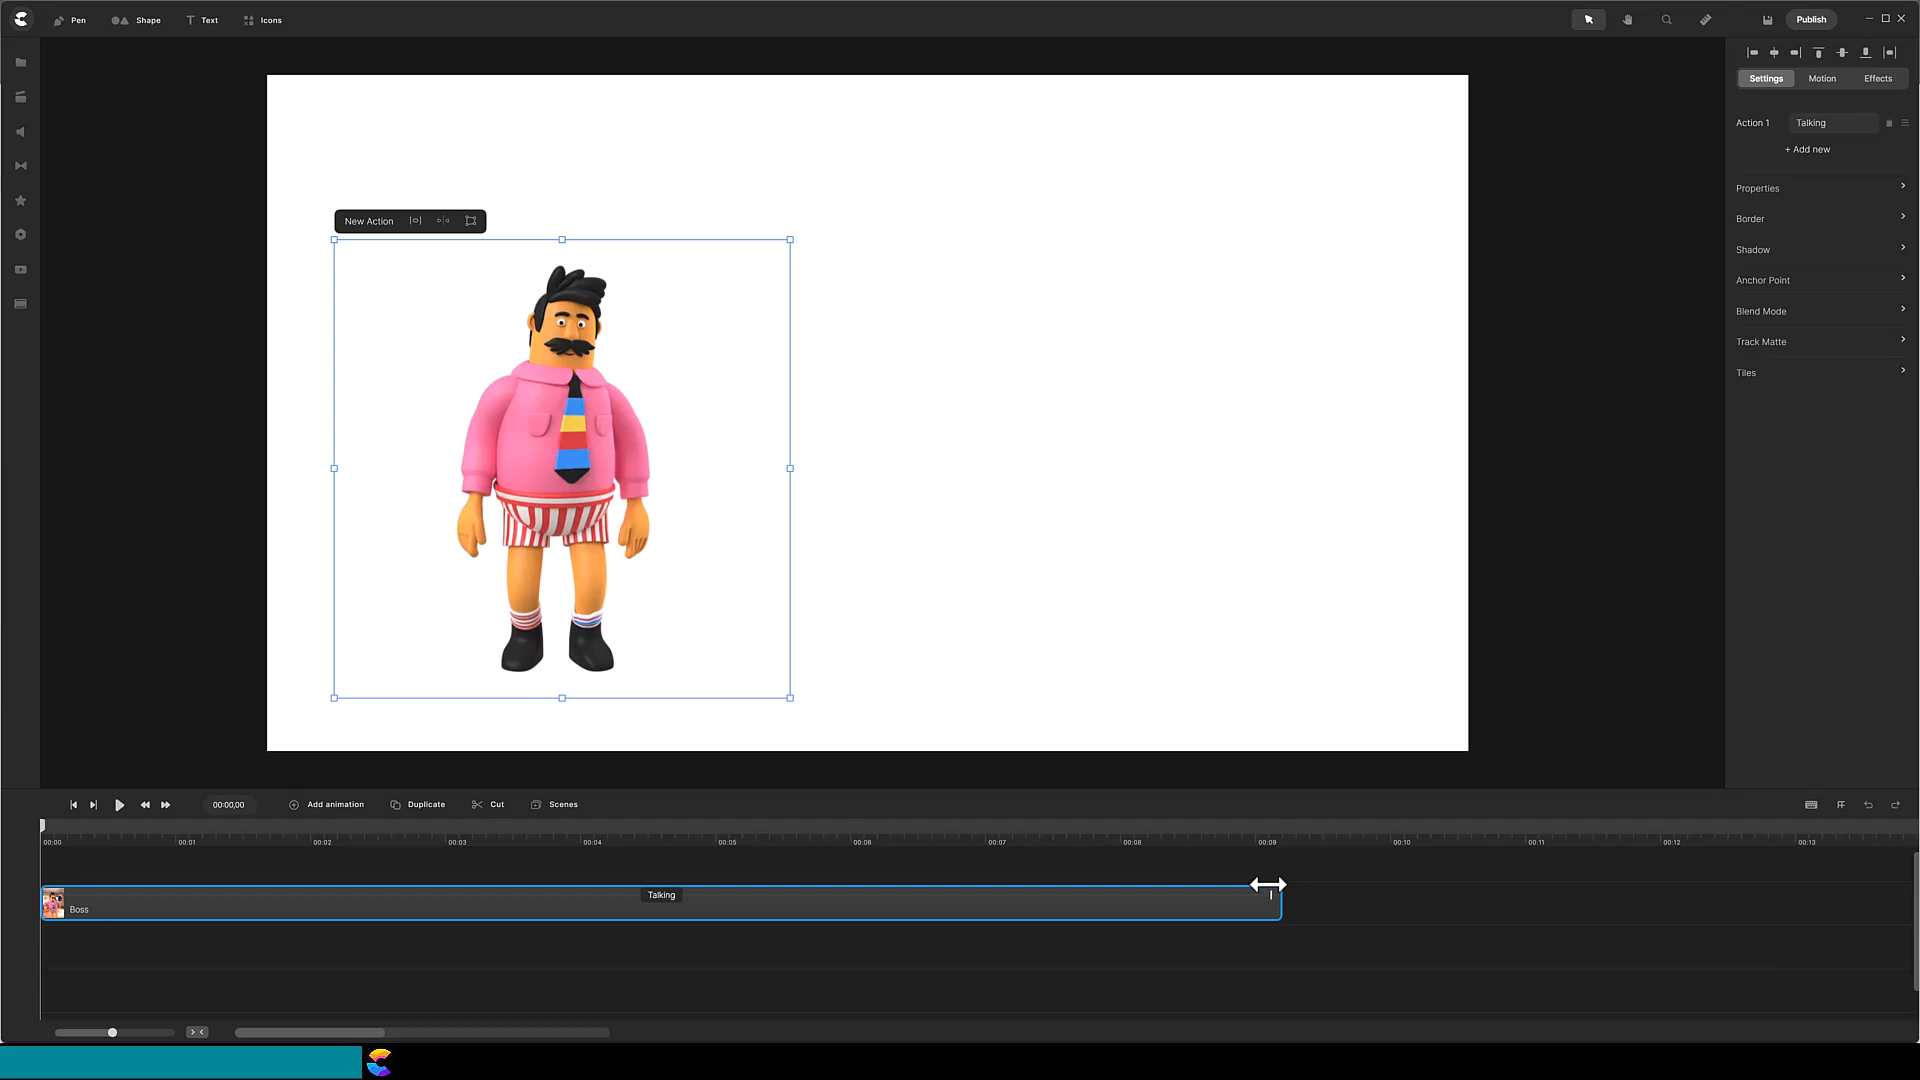 Pen
Shape
Text
Icons
Publish
Settings
Motion
Effects
Action 1
Talking
+ Add new
Properties
Border
Shadow
Anchor Point
Blend Mode
Track Matte
Tiles
New Action
00:00,00
Add animation
Duplicate
Cut
Scenes
00:00 00:01 00:02 00:03 00:04 00:05 00:06 00:07 00:08 00:09 00:10 00:11 00:12 00:13
Talking
Boss